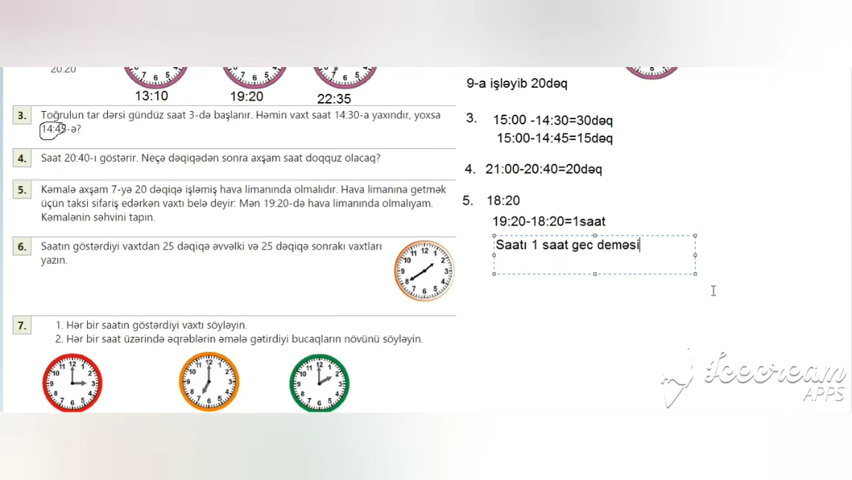 20:20
13:10
19:20
22:35
3. Toğrulun tar dərsi gündüz saat 3-də başlanır. Həmin vaxt saat 14:30-a yaxındır, yoxsa
14:45-ə?
4. Saat 20:40-ı göstərir. Neçə dəqiqədən sonra axşam saat doqquz olacaq?
5. Kəmalə axşam 7-yə 20 dəqiqə işləmiş hava limanında olmalıdır. Hava limanına getmək
üçün taksi sifariş edərkən vaxtı belə deyir: Mən 19:20-də hava limanında olmalıyam.
Kəmalənin səhvini tapın.
6. Saatın göstərdiyi vaxtdan 25 dəqiqə əvvəlki və 25 dəqiqə sonrakı vaxtları
yazın.
7. 1. Hər bir saatın göstərdiyi vaxtı söyləyin.
2. Hər bir saat üzərində əqrəblərin əmələ gətirdiyi bucaqların növünü söyləyin.
9-a işləyib 20dəq
3. 15:00 -14:30=30dəq
15:00-14:45=15dəq
4. 21:00-20:40=20dəq
5. 18:20
19:20-18:20=1saat
Saatı 1 saat gec deməsi
Icecream
APPS